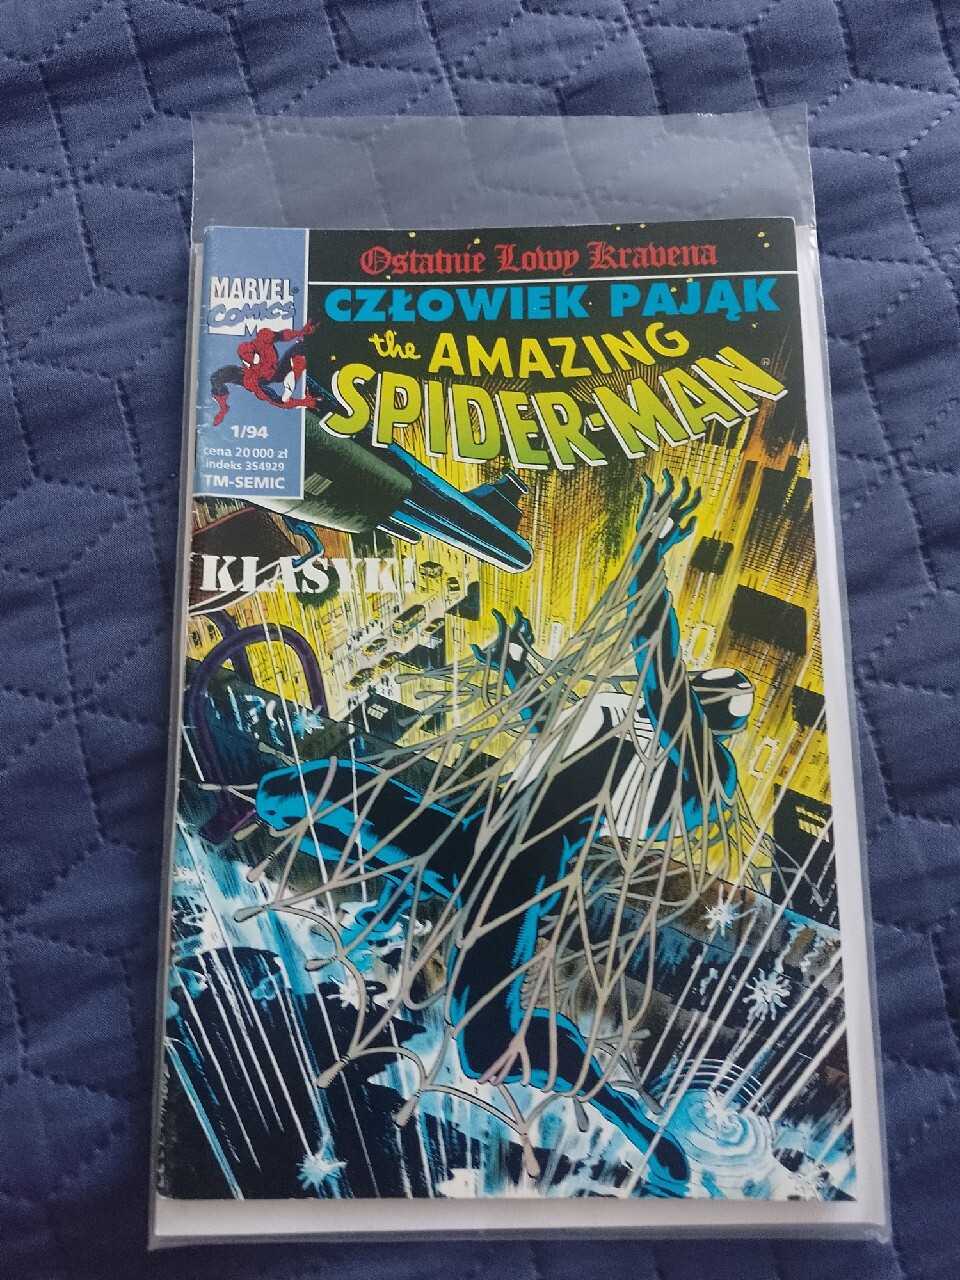 Ostatnie Łowy Kravena
MARVEL
COMICS
M
CZŁOWIEK PAJĄK
the AMAZING
SPIDER-MAN®
1/94
cena 20 000 zł
indeks 354929
TM-SEMIC
KLASYK!